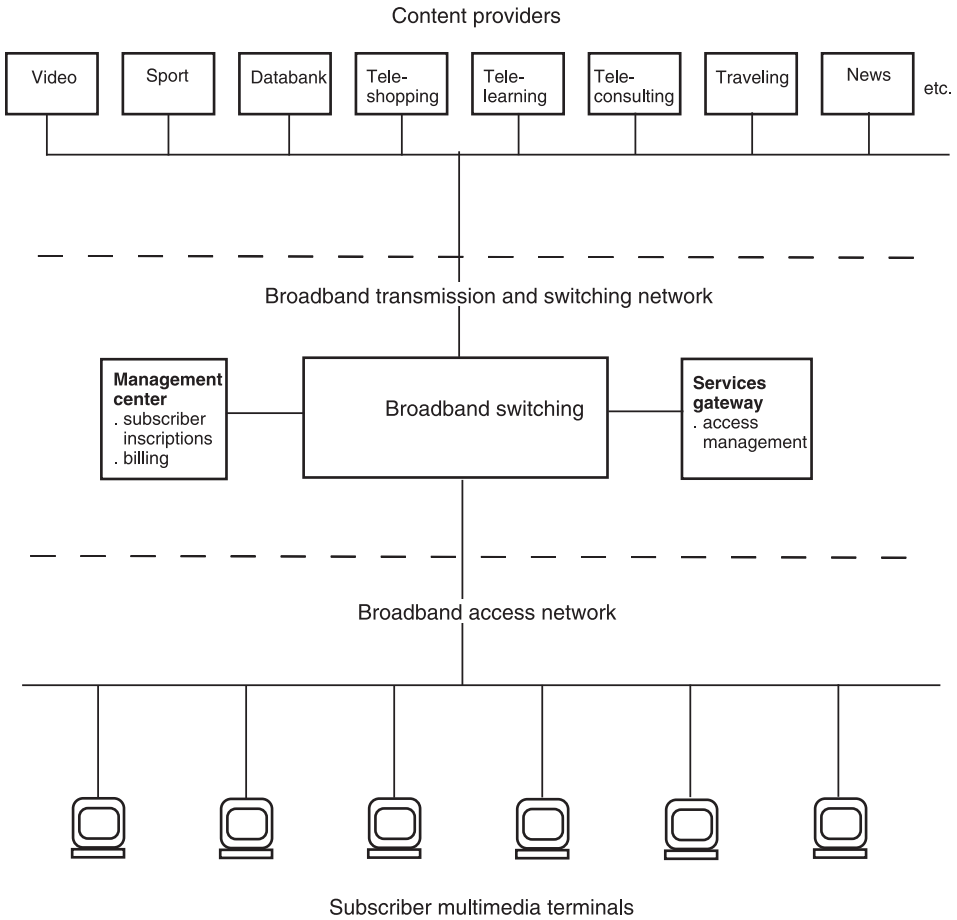 Content providers
Video
Sport
Databank
Tele-
shopping
Tele-
learning
Tele-
consulting
Traveling
News
etc.
Broadband transmission and switching network
Management
center
. subscriber
inscriptions
. billing
Broadband switching
Services
gateway
. access
management
Broadband access network
Subscriber multimedia terminals